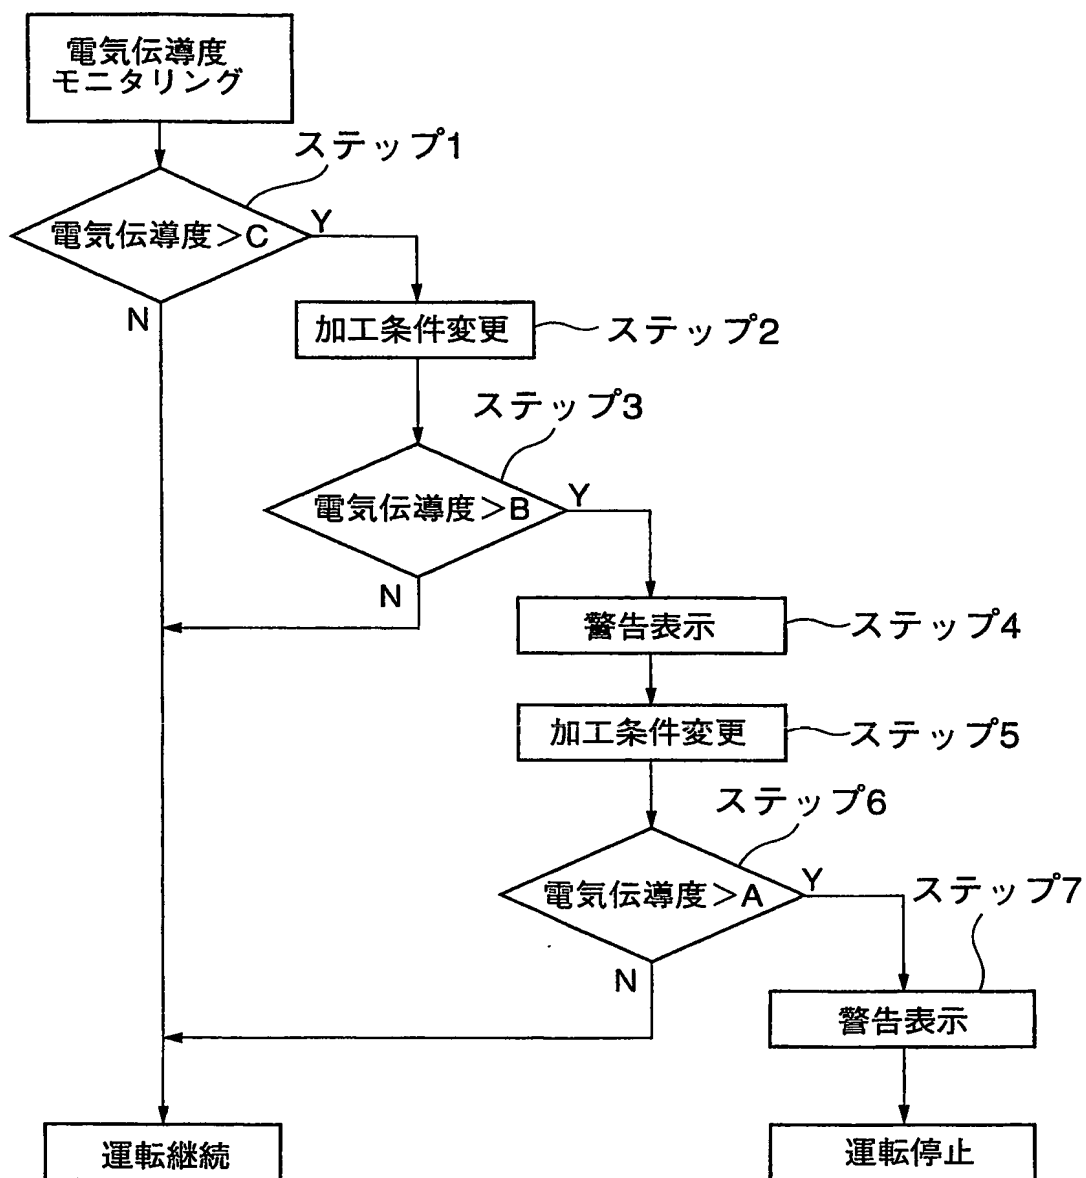 電気伝導度
モニタリング
ステップ1
電気伝導度>C
Y
N
加工条件変更
ステップ2
ステップ3
電気伝導度>B
Y
N
警告表示
ステップ4
加工条件変更
ステップ5
ステップ6
電気伝導度>A
Y
ステップ7
N
警告表示
運転継続
運転停止